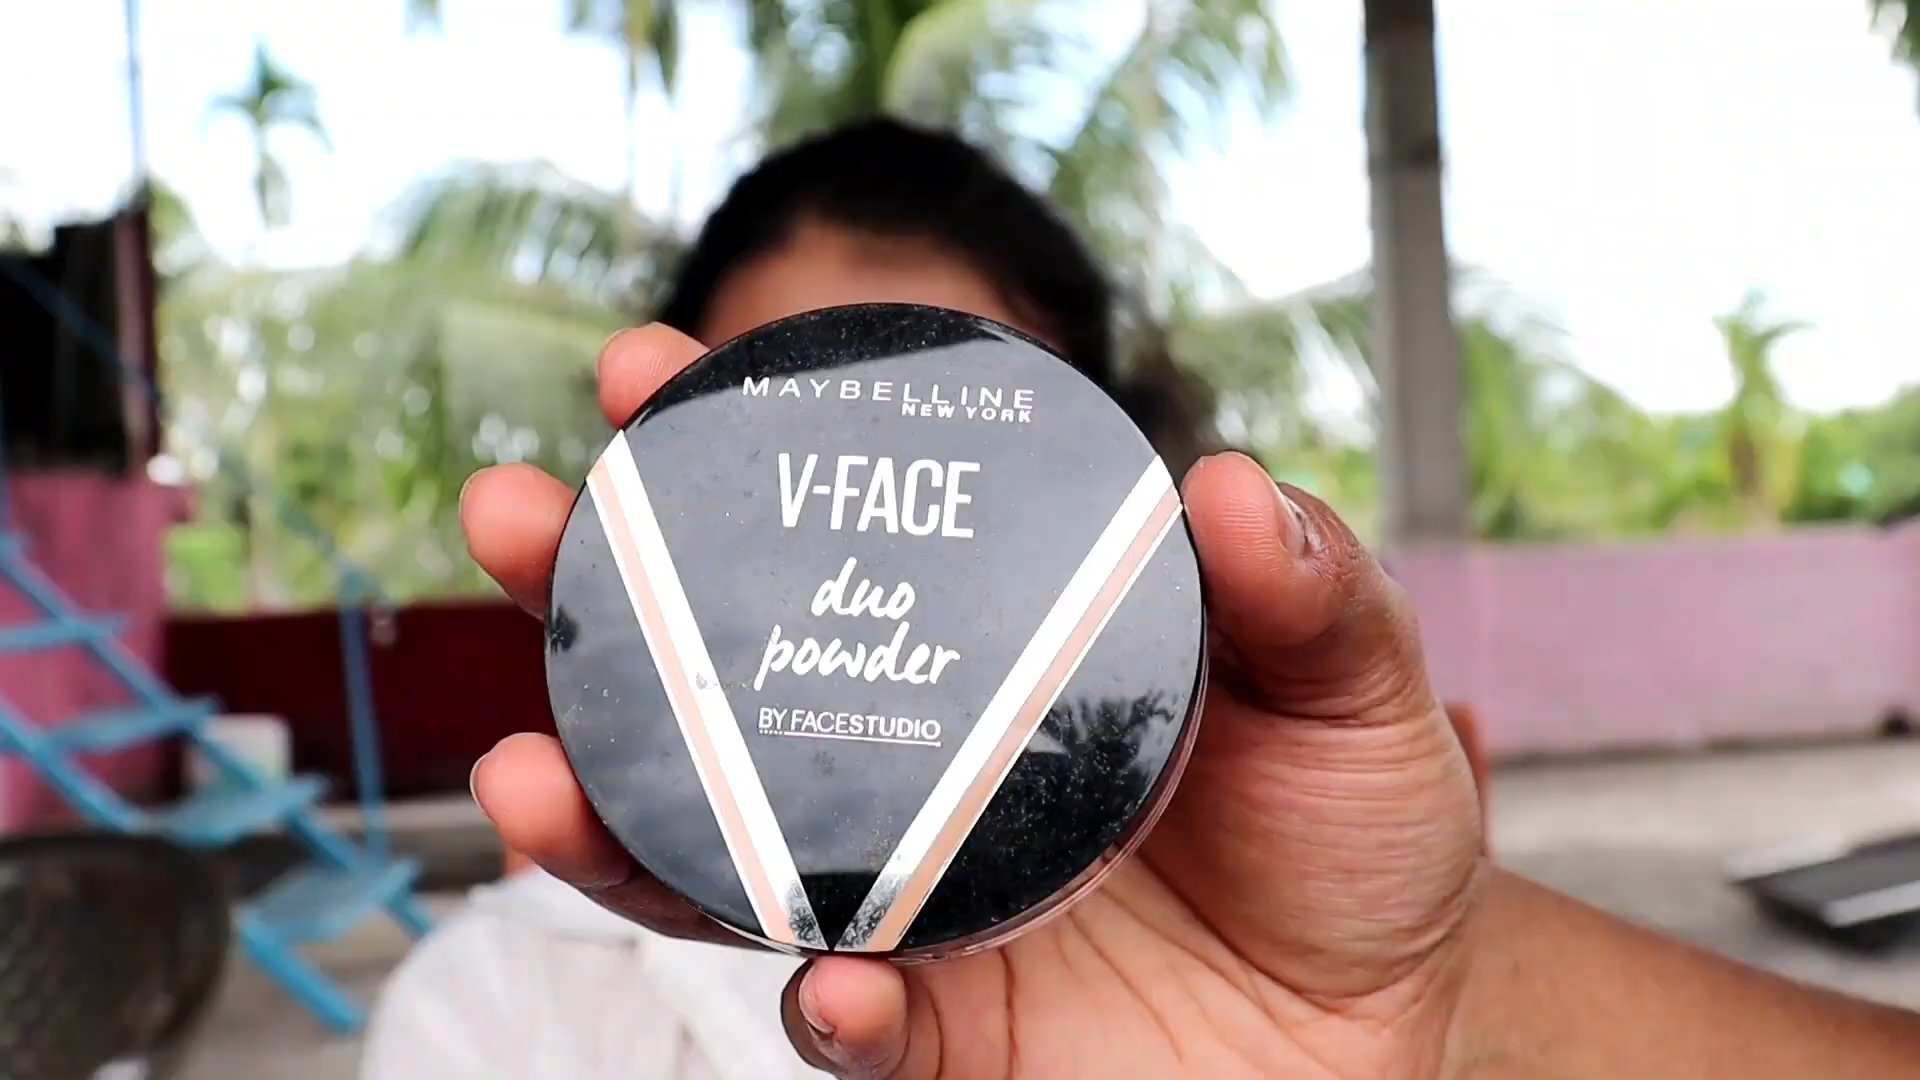 MAYBELLINE
NEW YORK
V-FACE
duo
powder
BY FACESTUDIO